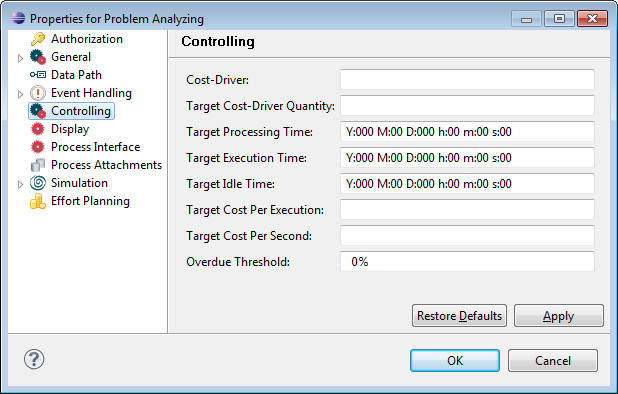 Properties for Problem Analyzing
Authorization
General
Data Path
Event Handling
Controlling
Display
Process Interface
Process Attachments
Simulation
Effort Planning
Controlling
Cost-Driver:
Target Cost-Driver Quantity:
Target Processing Time: Y:000 M:00 D:000 h:00 m:00 s:00
Target Execution Time: Y:000 M:00 D:000 h:00 m:00 s:00
Target Idle Time: Y:000 M:00 D:000 h:00 m:00 s:00
Target Cost Per Execution:
Target Cost Per Second:
Overdue Threshold: 0%
Restore Defaults Apply
? OK Cancel